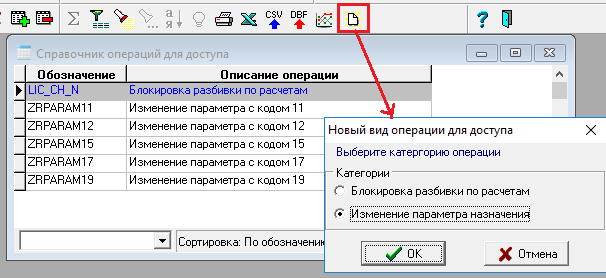 CSV DBF
Справочник операций для доступа
Обозначение Описание операции
LIC_CH_N Блокировка разбивки по расчетам
ZRPARAM11 Изменение параметра с кодом 11
ZRPARAM12 Изменение параметра с кодом 12
ZRPARAM15 Изменение параметра с кодом 15
ZRPARAM17 Изменение параметра с кодом 17
ZRPARAM19 Изменение параметра с кодом 19
Сортировка: По обозначению
Новый вид операции для доступа
Выберите катергорию операции
Категории
Блокировка разбивки по расчетам
Изменение параметра назначения
OK Отмена